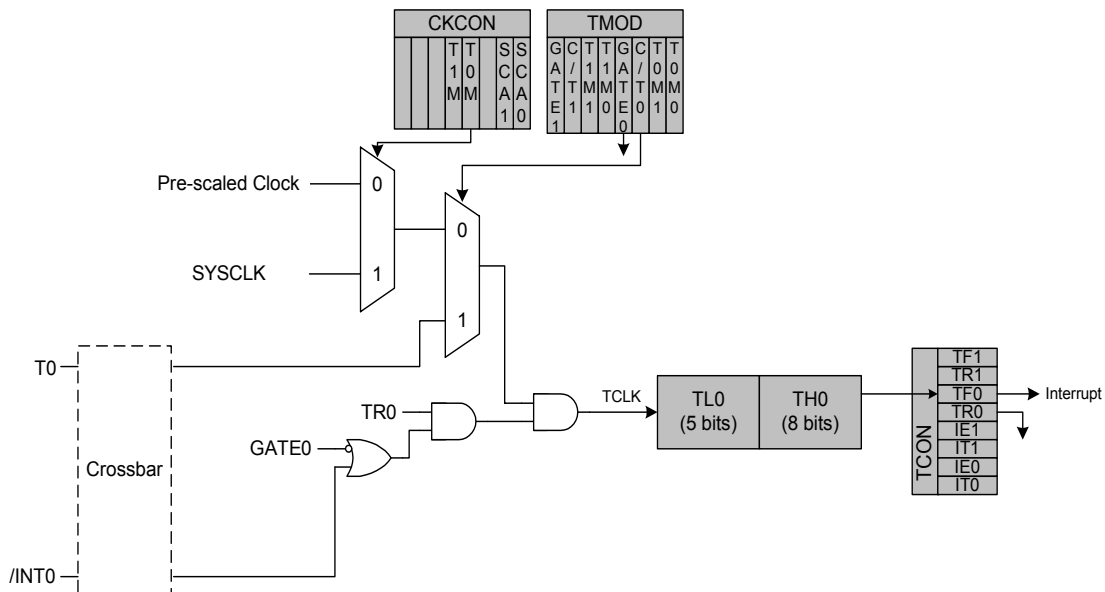 CKCON
TMOD
T1M
T0M
SCA1
SCA0
GATE1
C/T1
T1M1
T1M0
GATE0
C/T0
T0M1
T0M0
Pre-scaled Clock
0
SYSCLK
1
0
1
T0
Crossbar
/INT0
TR0
GATE0
TCLK
TL0
(5 bits)
TH0
(8 bits)
TCON
TF1
TR1
TF0
TR0
IE1
IT1
IE0
IT0
Interrupt